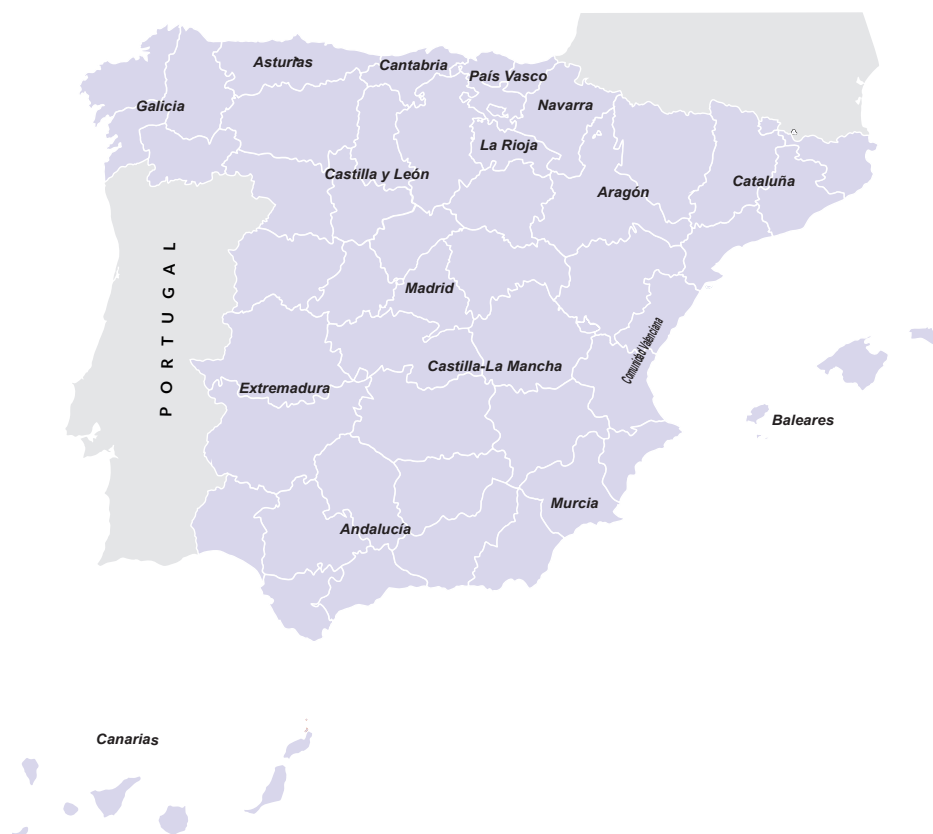 Asturias
Cantabria
País Vasco
Galicia
Navarra
La Rioja
Castilla y León
Aragón
Cataluña
PORTUGAL
Madrid
Comunidad Valenciana
Castilla-La Mancha
Extremadura
Baleares
Murcia
Andalucía
Canarias